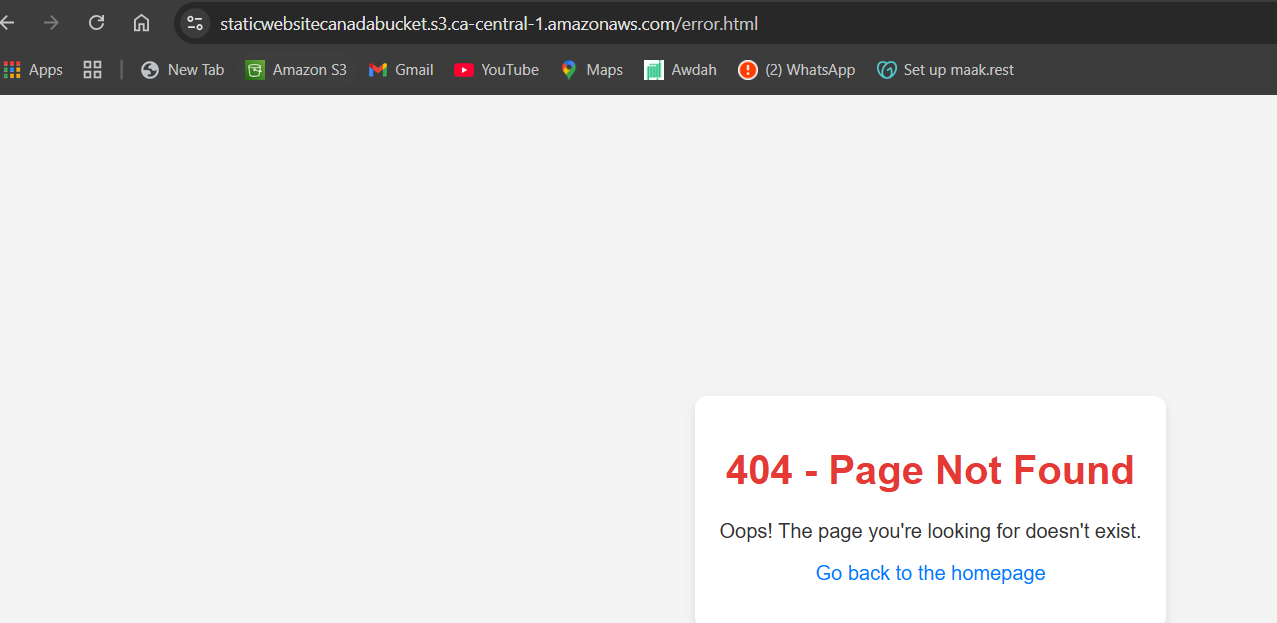 staticwebsitecanadabucket.s3.ca-central-1.amazonaws.com/error.html
Apps New Tab Amazon S3 Gmail YouTube Maps Awdah (2) WhatsApp Set up maak.rest
404 - Page Not Found
Oops! The page you're looking for doesn't exist.
Go back to the homepage